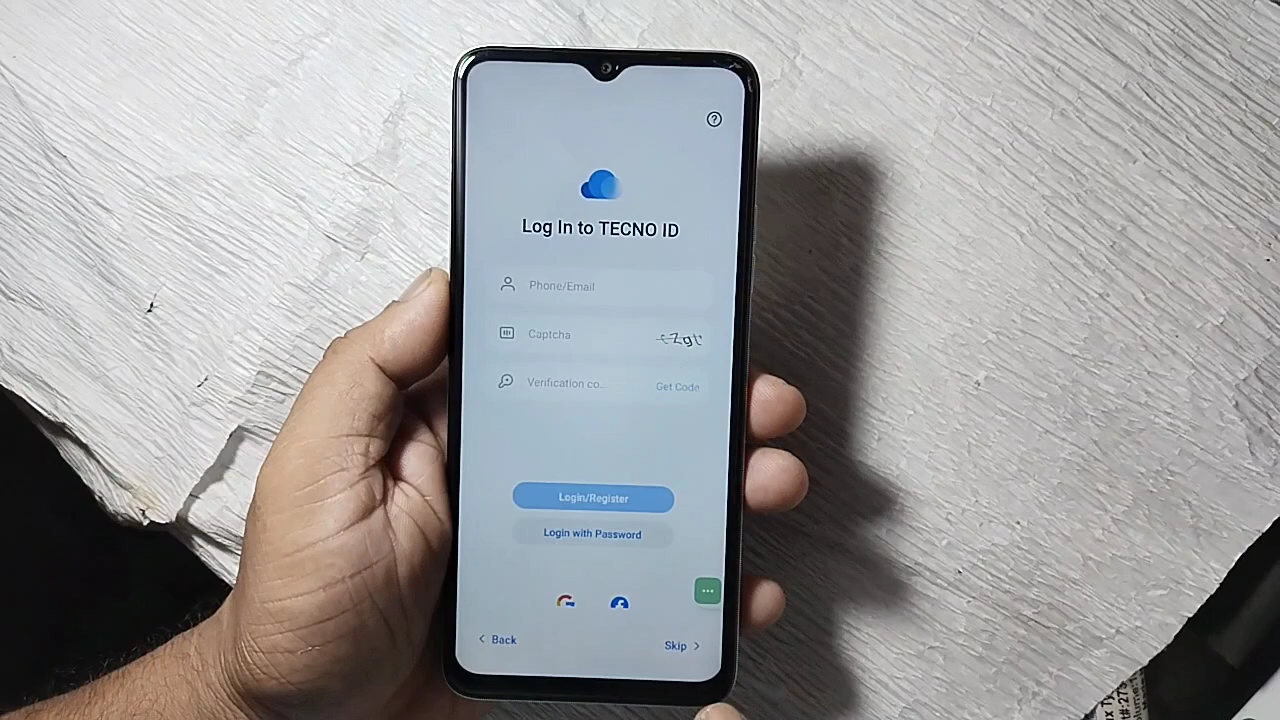 Log In to TECNO ID
Phone/Email
Captcha
Verification co...
Get Code
Login/Register
Login with Password
Back
Skip